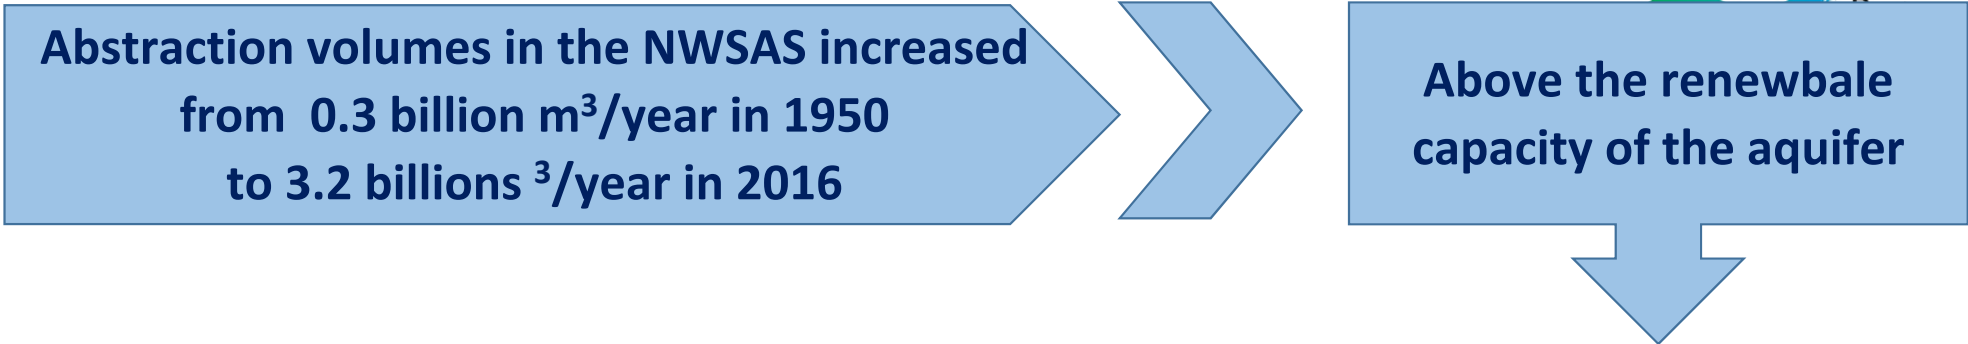 Abstraction volumes in the NWSAS increased
from 0.3 billion m³/year in 1950
to 3.2 billions ³/year in 2016
Above the renewbale
capacity of the aquifer